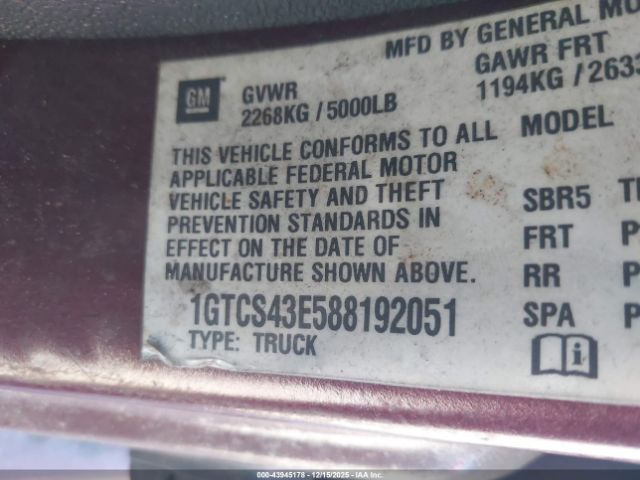 MFD BY GENERAL MO
GM
GVWR
GAWR FRT
2268KG / 5000LB
1194KG / 2633
THIS VEHICLE CONFORMS TO ALL
MODEL
APPLICABLE FEDERAL MOTOR
VEHICLE SAFETY AND THEFT
SBR5
PREVENTION STANDARDS IN
FRT
EFFECT ON THE DATE OF
RR
MANUFACTURE SHOWN ABOVE.
1GTCS43E588192051
SPA
TYPE: TRUCK
000-43945178 - 12/15/2025 - IAA Inc.